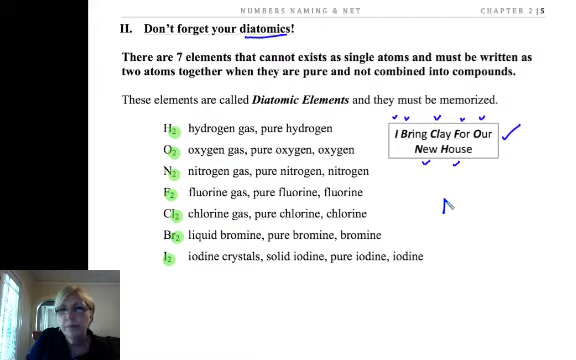 NUMBERS NAMING & NET
CHAPTER 2 | 5
II. Don't forget your diatomics!
There are 7 elements that cannot exists as single atoms and must be written as
two atoms together when they are pure and not combined into compounds.
These elements are called Diatomic Elements and they must be memorized.
H₂ hydrogen gas, pure hydrogen
O₂ oxygen gas, pure oxygen, oxygen
N₂ nitrogen gas, pure nitrogen, nitrogen
F₂ fluorine gas, pure fluorine, fluorine
Cl₂ chlorine gas, pure chlorine, chlorine
Br₂ liquid bromine, pure bromine, bromine
I₂ iodine crystals, solid iodine, pure iodine, iodine
I Bring Clay For Our
New House